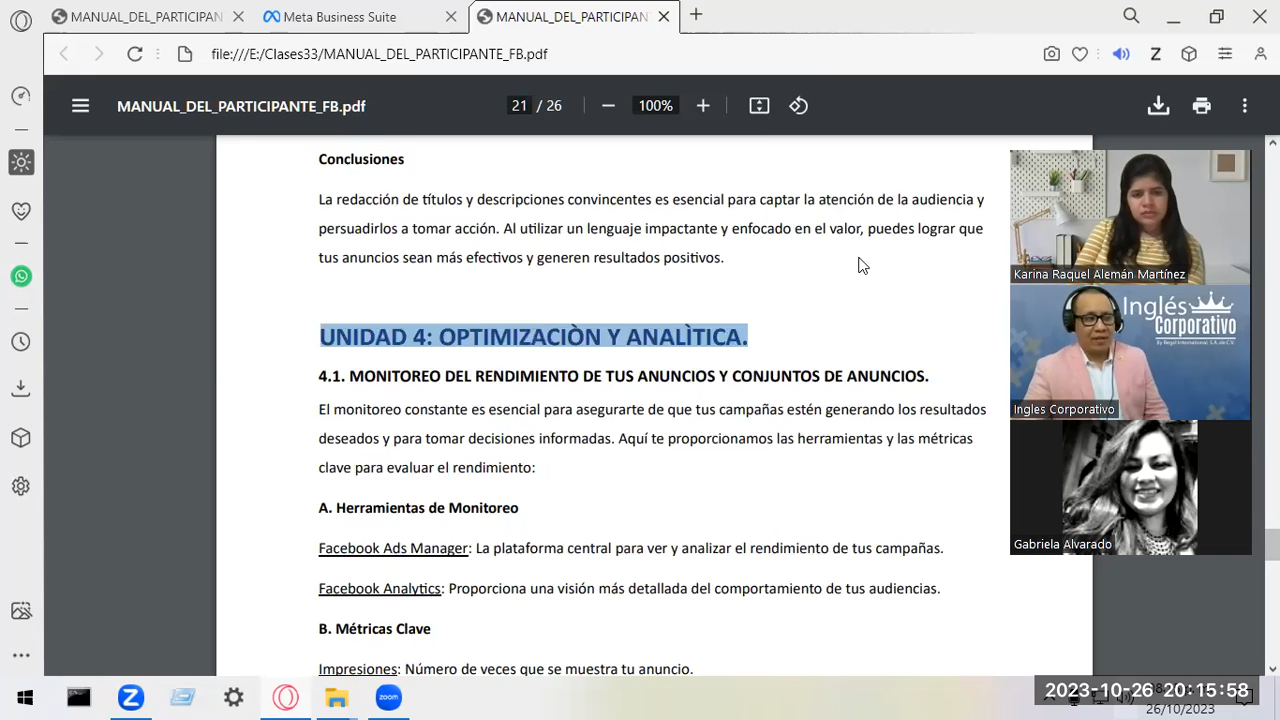 MANUAL_DEL_PARTICIPAN
Meta Business Suite
MANUAL_DEL_PARTICIPAN
file:///E:/Clases33/MANUAL_DEL_PARTICIPANTE_FB.pdf
MANUAL_DEL_PARTICIPANTE_FB.pdf
21 / 26
100%
Conclusiones
La redacción de títulos y descripciones convincentes es esencial para captar la atención de la audiencia y
persuadirlos a tomar acción. Al utilizar un lenguaje impactante y enfocado en el valor, puedes lograr que
tus anuncios sean más efectivos y generen resultados positivos.
UNIDAD 4: OPTIMIZACIÒN Y ANALÌTICA.
4.1. MONITOREO DEL RENDIMIENTO DE TUS ANUNCIOS Y CONJUNTOS DE ANUNCIOS.
El monitoreo constante es esencial para asegurarte de que tus campañas estén generando los resultados
deseados y para tomar decisiones informadas. Aquí te proporcionamos las herramientas y las métricas
clave para evaluar el rendimiento:
A. Herramientas de Monitoreo
Facebook Ads Manager: La plataforma central para ver y analizar el rendimiento de tus campañas.
Facebook Analytics: Proporciona una visión más detallada del comportamiento de tus audiencias.
B. Métricas Clave
Impresiones: Número de veces que se muestra tu anuncio.
Karina Raquel Alemán Martínez
Inglés
Corporativo
By Regal International, S.A. de C.V.
Ingles Corporativo
Gabriela Alvarado
zoom
2023-10-26 20:15:58
26/10/2023